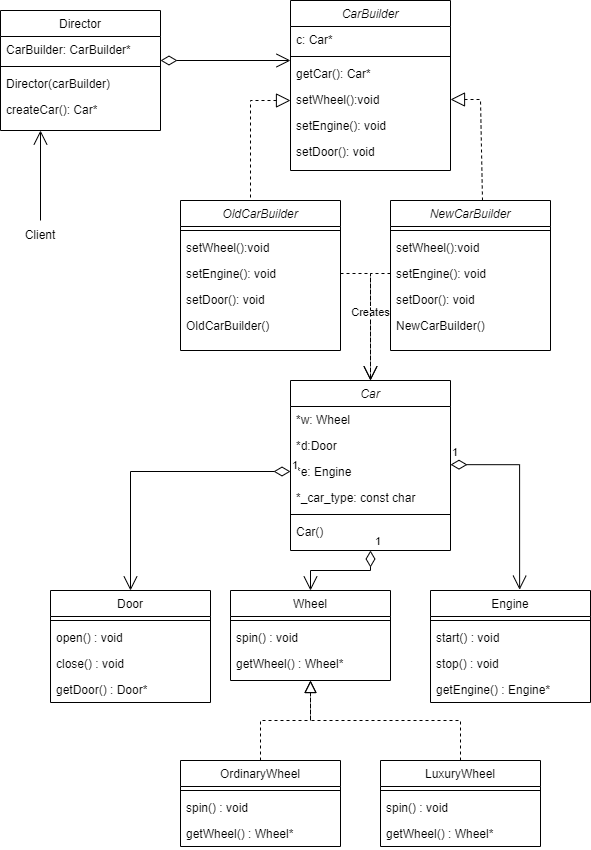 Director
CarBuilder: CarBuilder*
Director(carBuilder)
createCar(): Car*
Client
CarBuilder
c: Car*
getCar(): Car*
setWheel():void
setEngine(): void
setDoor(): void
OldCarBuilder
setWheel():void
setEngine(): void
setDoor(): void
OldCarBuilder()
NewCarBuilder
setWheel():void
setEngine(): void
setDoor(): void
NewCarBuilder()
Creates
Car
*w: Wheel
*d:Door
*e: Engine
*_car_type: const char
Car()
1
1
1
Door
open() : void
close() : void
getDoor() : Door*
Wheel
spin() : void
getWheel() : Wheel*
Engine
start() : void
stop() : void
getEngine() : Engine*
OrdinaryWheel
spin() : void
getWheel() : Wheel*
LuxuryWheel
spin() : void
getWheel() : Wheel*